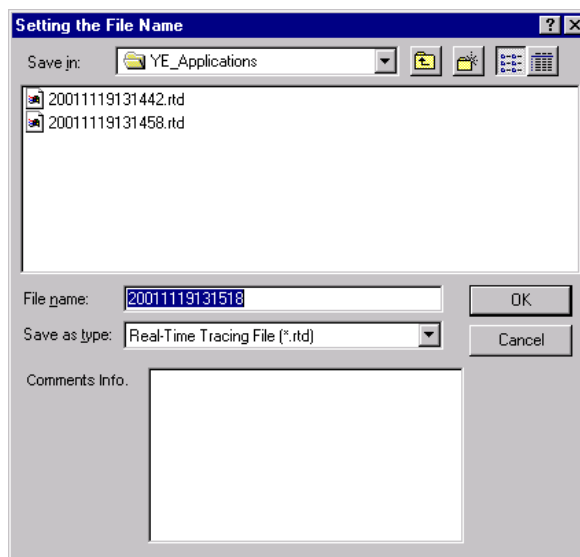 Setting the File Name
Save in: YE_Applications
20011119131442.rtd
20011119131458.rtd
File name: 20011119131518 OK
Save as type: Real-Time Tracing File (*.rtd) Cancel
Comments Info.